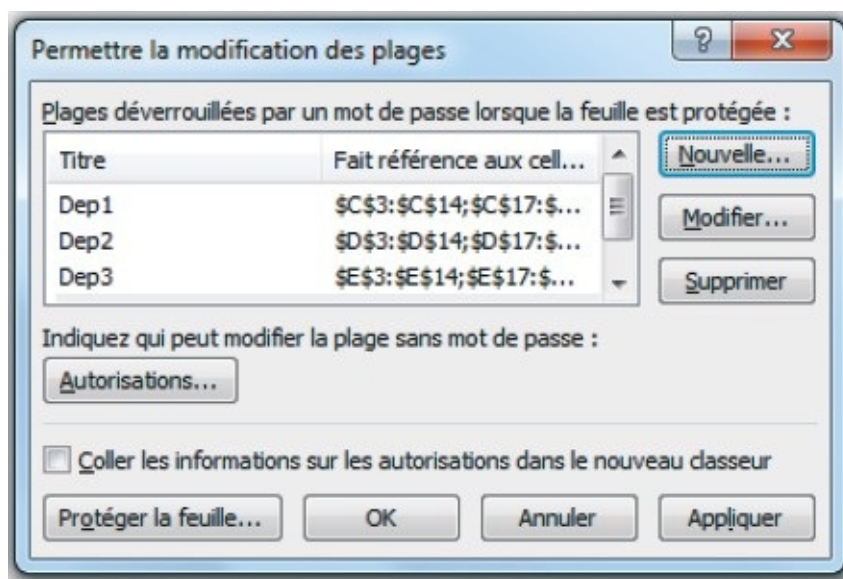 Permettre la modification des plages
Plages déverrouillées par un mot de passe lorsque la feuille est protégée :
Titre Fait référence aux cell...
Dep1 $C$3:$C$14;$C$17:$...
Dep2 $D$3:$D$14;$D$17:$...
Dep3 $E$3:$E$14;$E$17:$...
Nouvelle...
Modifier...
Supprimer
Indiquez qui peut modifier la plage sans mot de passe :
Autorisations...
Coller les informations sur les autorisations dans le nouveau classeur
Protéger la feuille... OK Annuler Appliquer